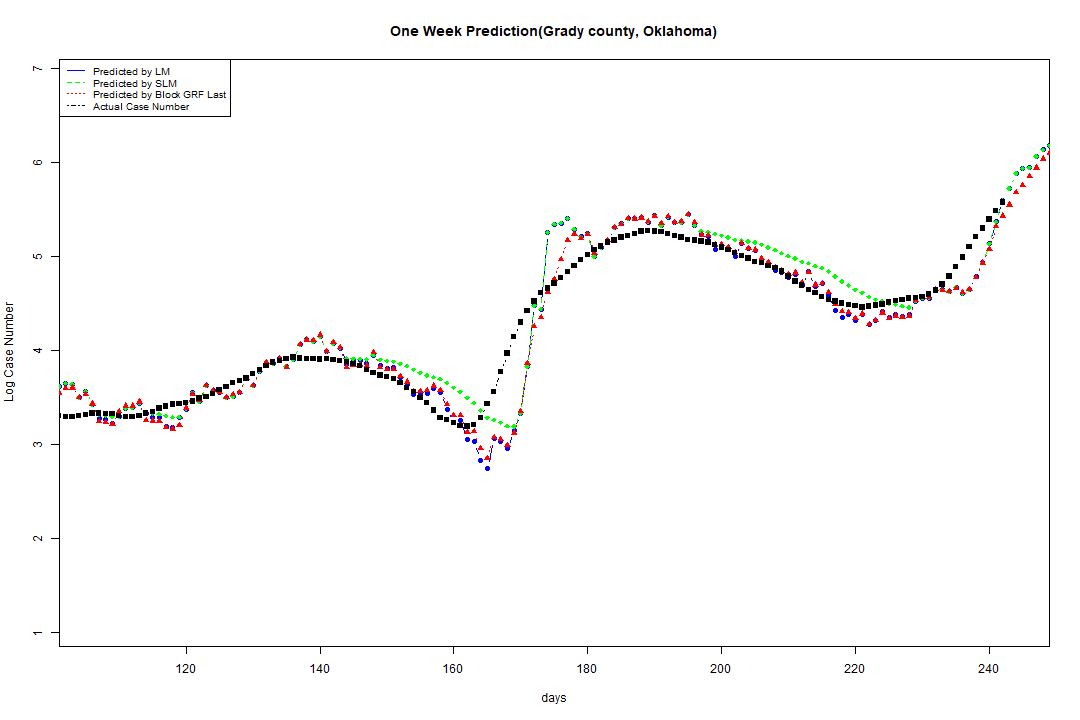 One Week Prediction(Grady county, Oklahoma)
Predicted by LM
Predicted by SLM
Predicted by Block GRF Last
Actual Case Number
7
6
5
4
3
2
1
Log Case Number
120 140 160 180 200 220 240
days